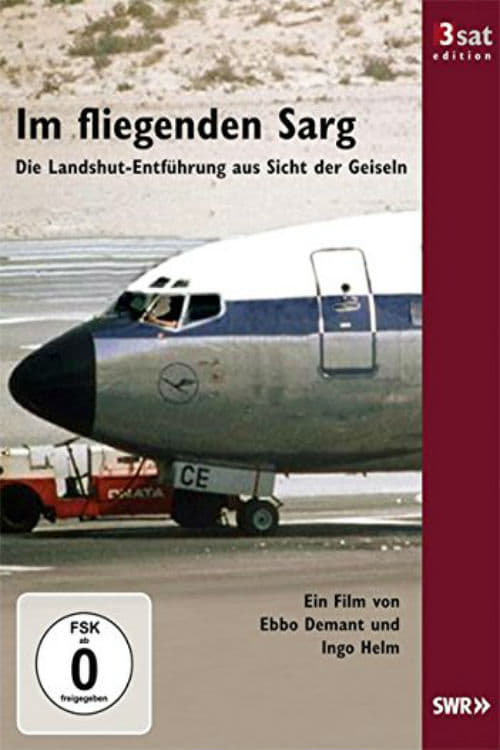 3sat
edition
Im fliegenden Sarg
Die Landshut-Entführung aus Sicht der Geiseln
CE
DNATA
Ein Film von
Ebbo Demant und
Ingo Helm
FSK
ab
0
freigegeben
SWR»